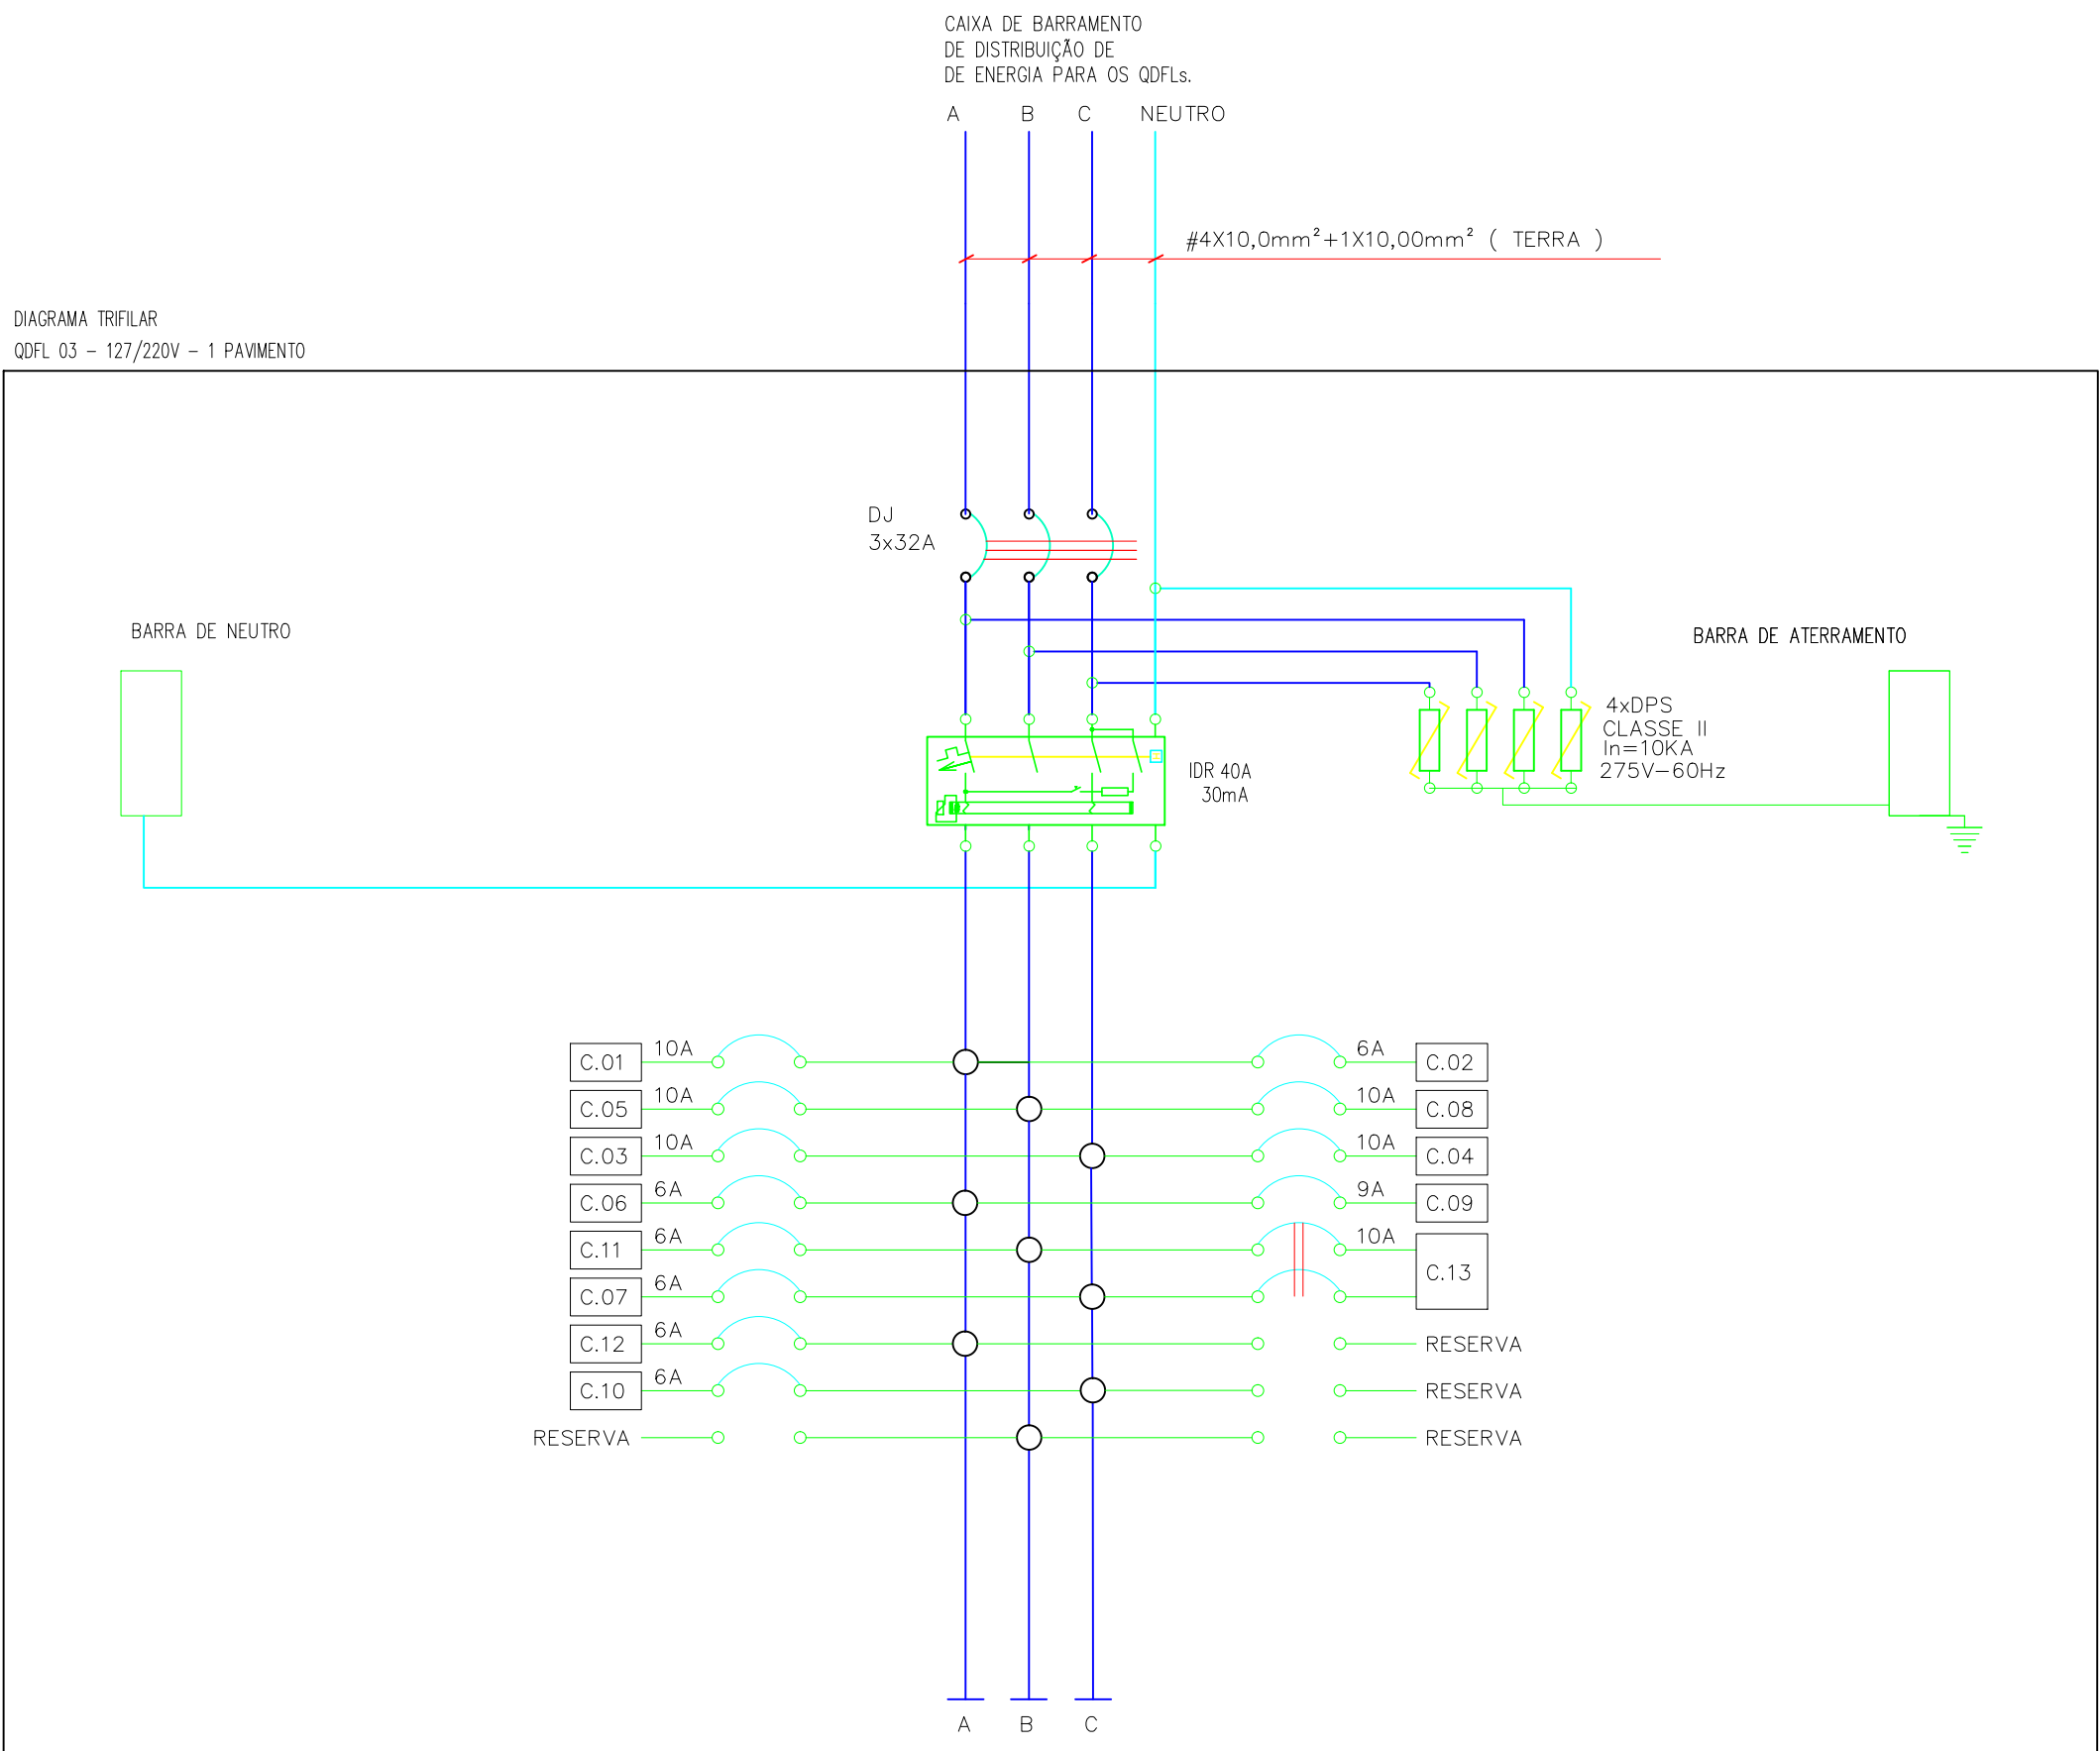 CAIXA DE BARRAMENTO
DE DISTRIBUIÇÃO DE
DE ENERGIA PARA OS QDFLs.
A B C NEUTRO
#4X10,0mm²+1X10,00mm² ( TERRA )
DIAGRAMA TRIFILAR
QDFL 03 - 127/220V - 1 PAVIMENTO
DJ
3x32A
BARRA DE NEUTRO
BARRA DE ATERRAMENTO
4xDPS
CLASSE II
In=10KA
275V-60Hz
IDR 40A
30mA
C.01 10A 6A C.02
C.05 10A 10A C.08
C.03 10A 10A C.04
C.06 6A 9A C.09
C.11 6A 10A
C.13
C.07 6A
C.12 6A RESERVA
C.10 6A RESERVA
RESERVA RESERVA
A B C